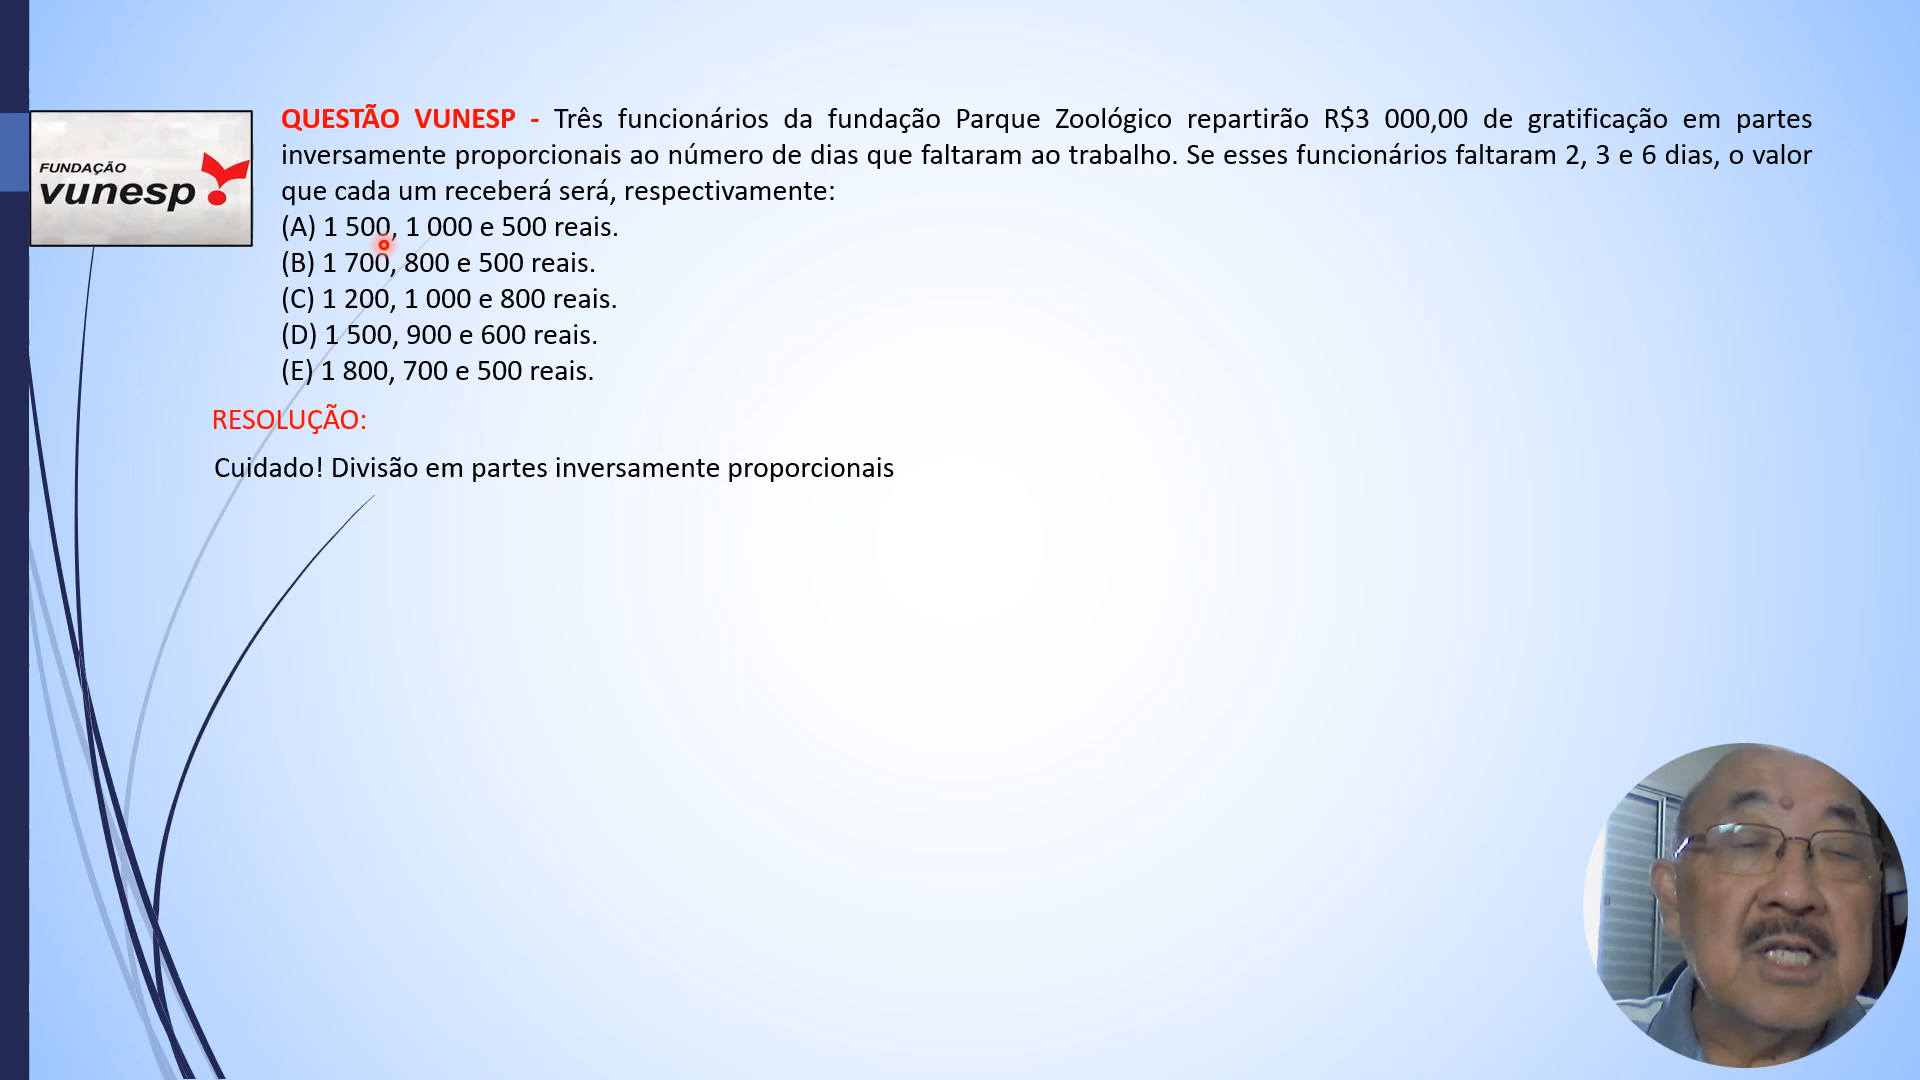 FUNDAÇÃO
vunesp
QUESTÃO VUNESP - Três funcionários da fundação Parque Zoológico repartirão R$3 000,00 de gratificação em partes
inversamente proporcionais ao número de dias que faltaram ao trabalho. Se esses funcionários faltaram 2, 3 e 6 dias, o valor
que cada um receberá será, respectivamente:
(A) 1 500, 1 000 e 500 reais.
(B) 1 700, 800 e 500 reais.
(C) 1 200, 1 000 e 800 reais.
(D) 1 500, 900 e 600 reais.
(E) 1 800, 700 e 500 reais.
RESOLUÇÃO:
Cuidado! Divisão em partes inversamente proporcionais